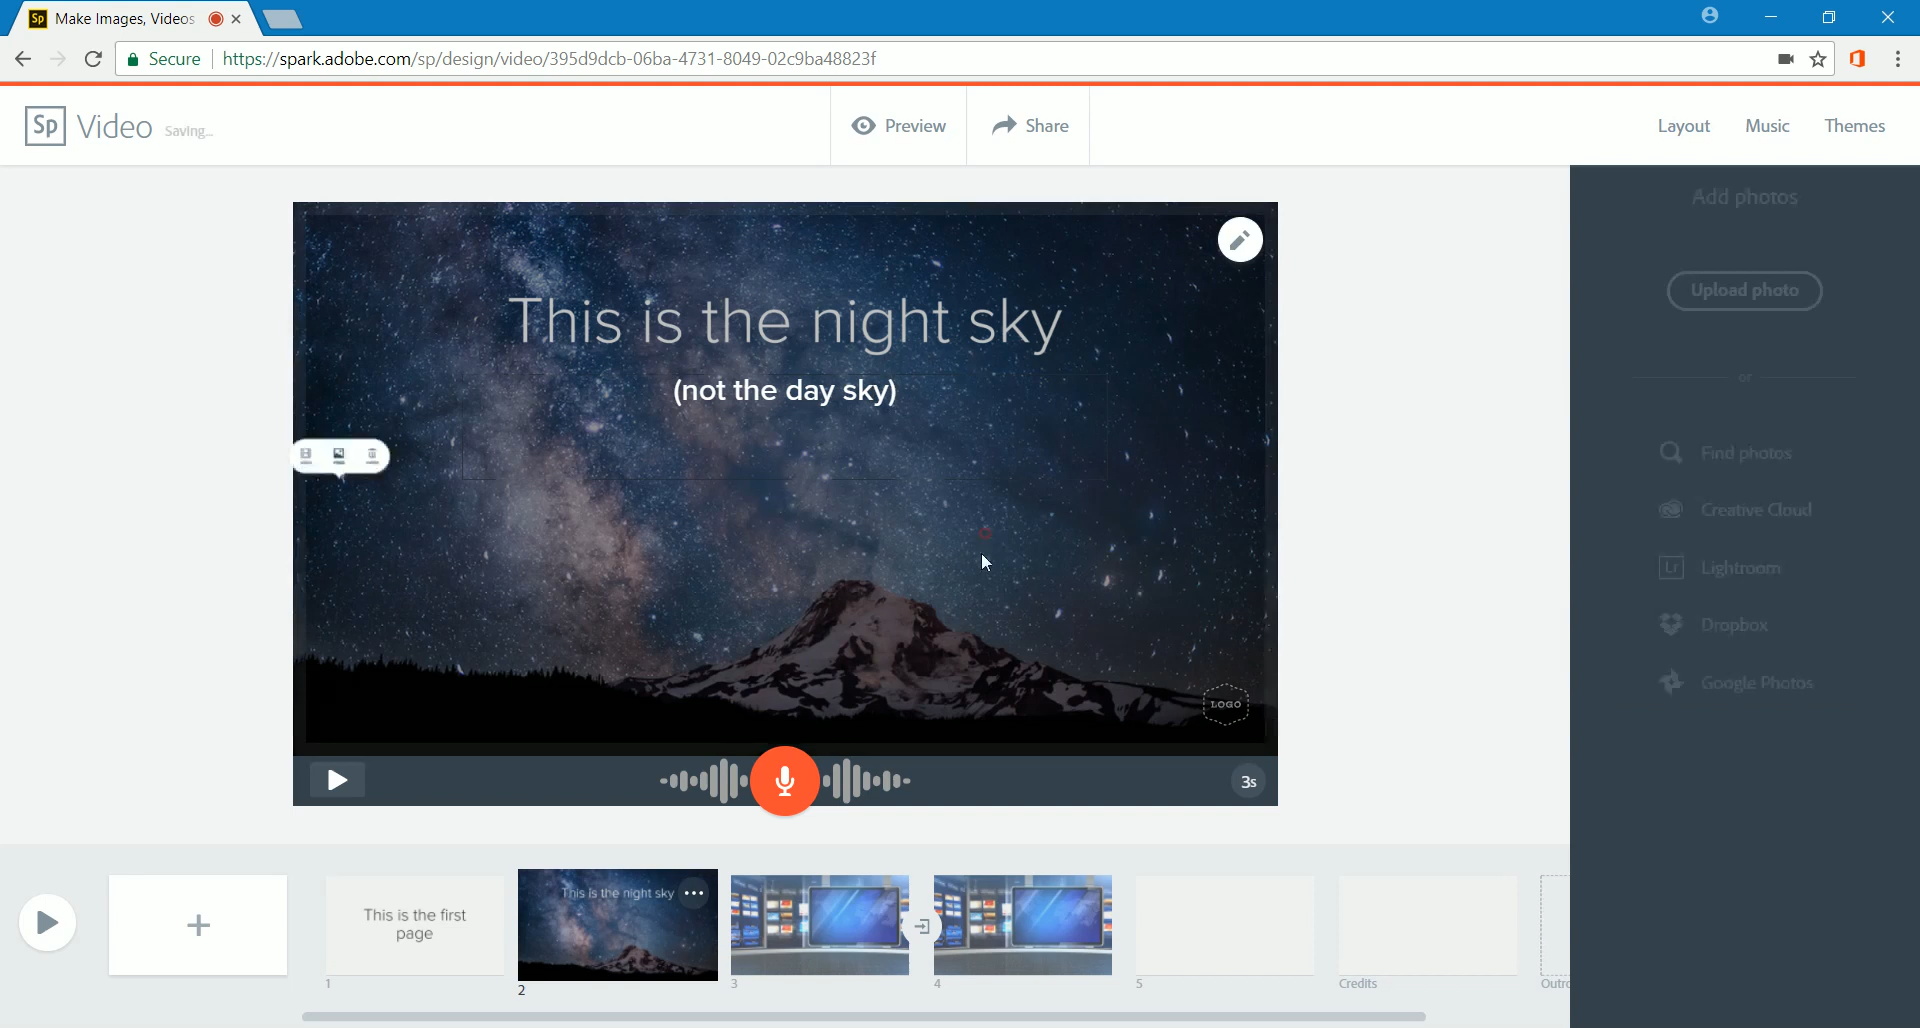 Sp Make Images, Videos
Secure https://spark.adobe.com/sp/design/video/395d9dcb-06ba-4731-8049-02c9ba48823f
Sp Video Saving... Preview Share Layout Music Themes
Add photos
Upload photo
or
This is the night sky
(not the day sky)
Find photos
Creative Cloud
Lr Lightroom
Dropbox
Google Photos
LOGO
3s
This is the first
page
This is the night sky
1
2
3
4
5
Credits
Outro